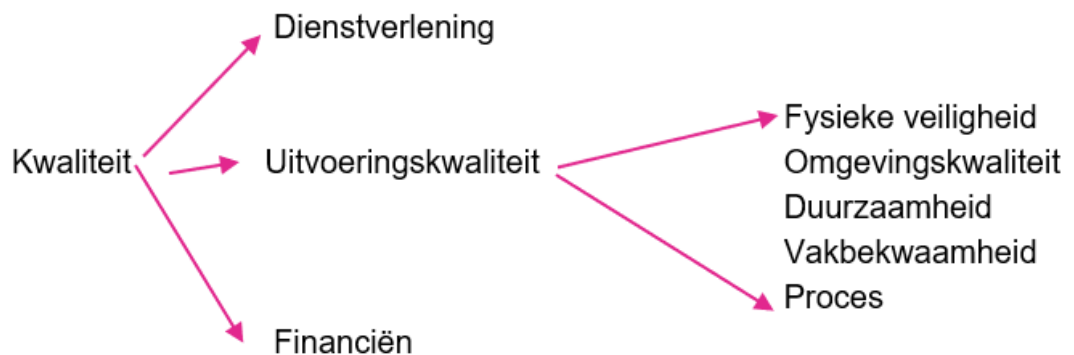 Dienstverlening
Kwaliteit
Uitvoeringskwaliteit
Financiën
Fysieke veiligheid
Omgevingskwaliteit
Duurzaamheid
Vakbekwaamheid
Proces